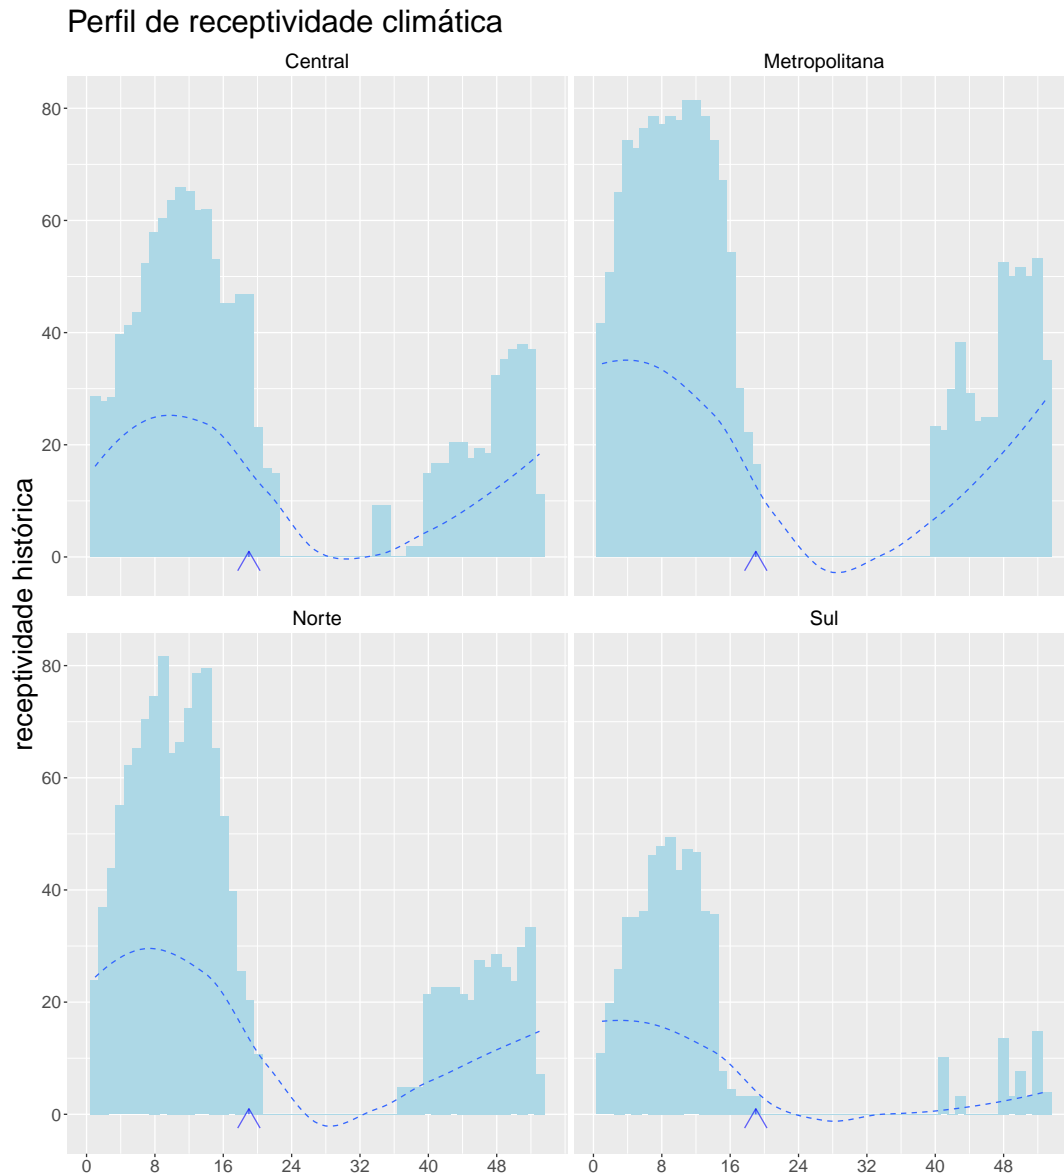 Perfil de receptividade climática
Central
Metropolitana
80
60
40
20
0
Norte
Sul
80
60
40
20
0
0 8 16 24 32 40 48
0 8 16 24 32 40 48
receptividade histórica